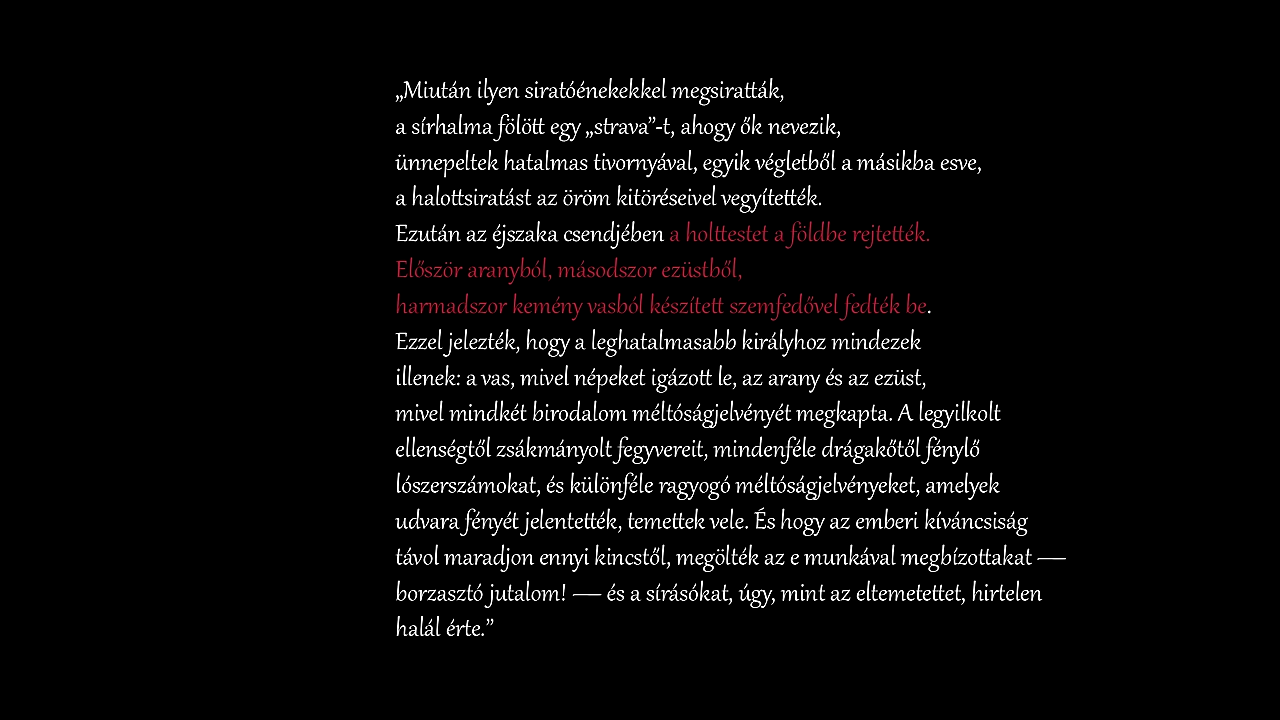 „Miután ilyen siratóénekekkel megsiratták,
a sírhalma fölött egy „strava”-t, ahogy ők nevezik,
ünnepeltek hatalmas tivornyával, egyik végletből a másikba esve,
a halottsiratást az öröm kitöréseivel vegyítették.
Ezután az éjszaka csendjében a holttestet a földbe rejtették.
Először aranyból, másodszor ezüstből,
harmadszor kemény vasból készített szemfedővel fedték be.
Ezzel jelezték, hogy a leghatalmasabb királyhoz mindezek
illenek: a vas, mivel népeket igázott le, az arany és az ezüst,
mivel mindkét birodalom méltóságjelvényét megkapta. A legyilkolt
ellenségtől zsákmányolt fegyvereit, mindenféle drágakőtől fénylő
lószerszámokat, és különféle ragyogó méltóságjelvényeket, amelyek
udvara fényét jelentették, temettek vele. És hogy az emberi kíváncsiság
távol maradjon ennyi kincstől, megölték az e munkával megbízottakat —
borzasztó jutalom! — és a sírásókat, úgy, mint az eltemetettet, hirtelen
halál érte.”